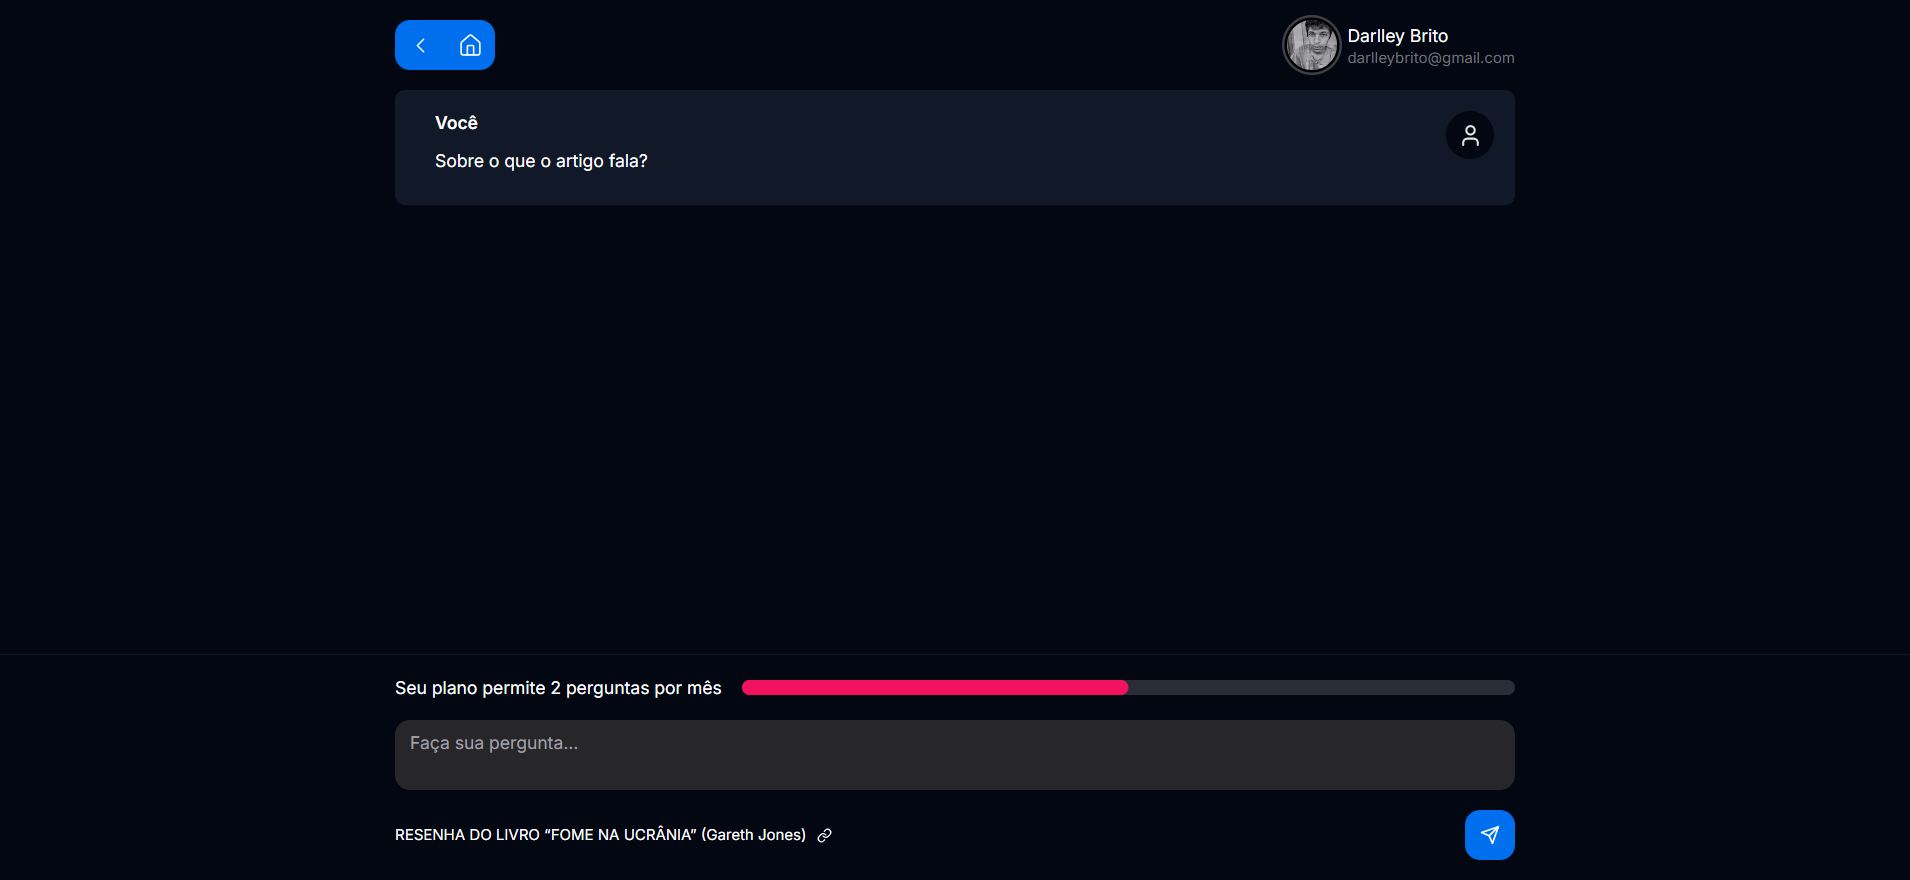 Darlley Brito
darlleybrito@gmail.com
Você
Sobre o que o artigo fala?
Seu plano permite 2 perguntas por mês
Faça sua pergunta...
RESENHA DO LIVRO “FOME NA UCRÂNIA” (Gareth Jones)